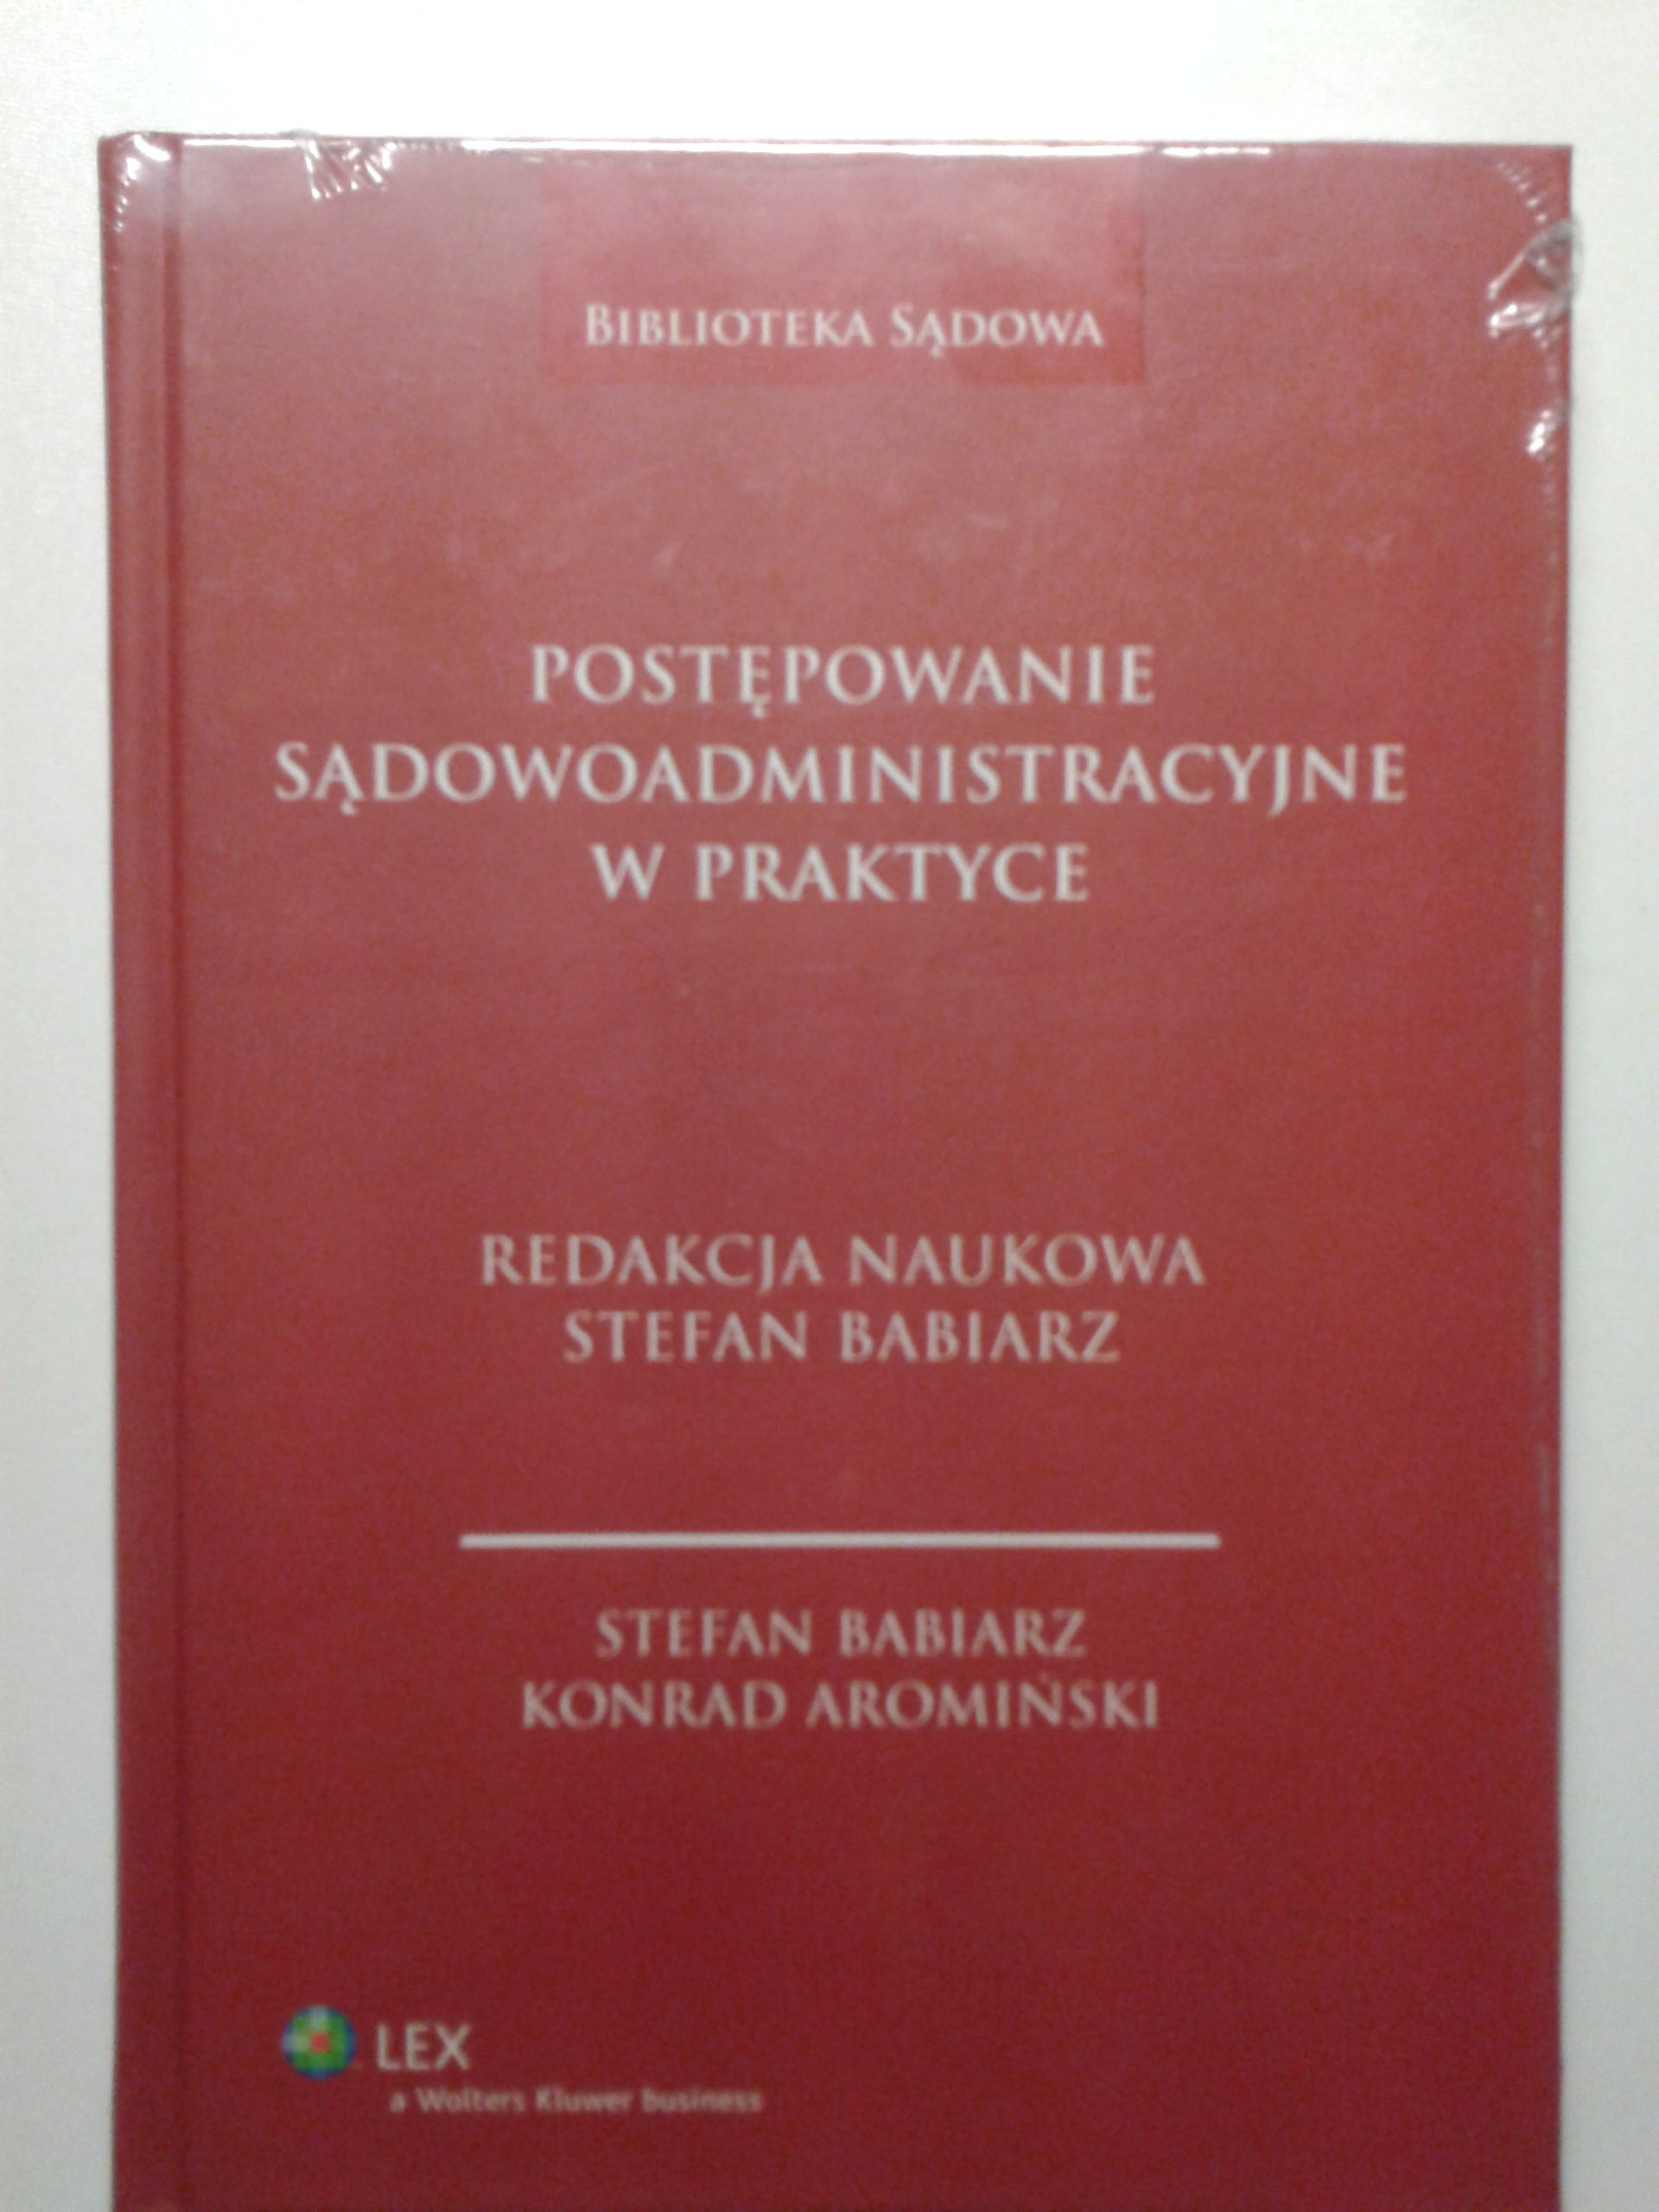 BIBLIOTEKA SĄDOWA
POSTĘPOWANIE
SĄDOWOADMINISTRACYJNE
W PRAKTYCE
REDAKCJA NAUKOWA
STEFAN BABIARZ
STEFAN BABIARZ
KONRAD AROMIŃSKI
LEX
a Wolters Kluwer business